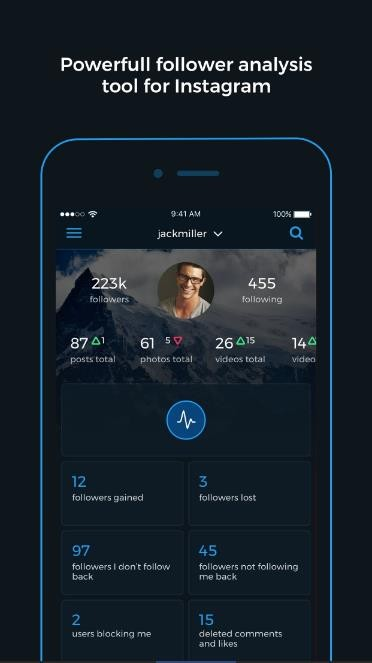 Powerfull follower analysis
tool for Instagram
9:41 AM
100%
jackmiller
223k
followers
455
following
87 1
posts total
61 5
photos total
26 15
videos total
14
video
12
followers gained
3
followers lost
97
followers I don't follow
back
45
followers not following
me back
2
users blocking me
15
deleted comments
and likes